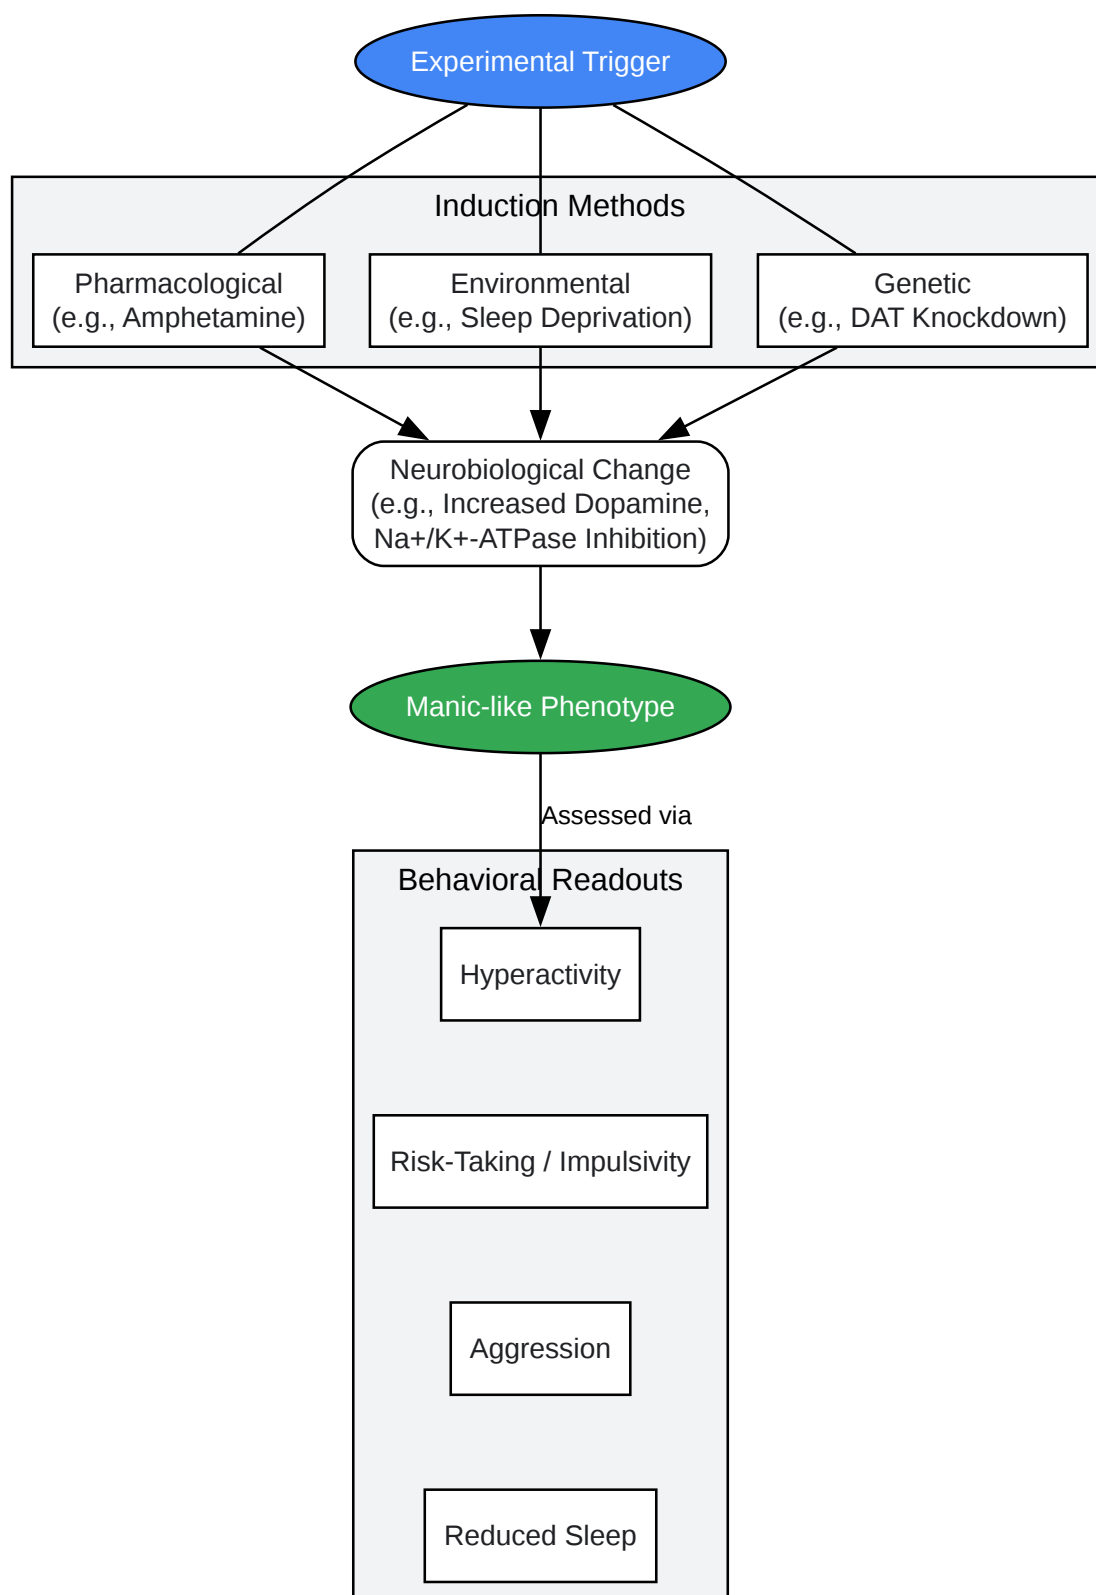 Experimental Trigger
Induction Methods
Pharmacological
(e.g., Amphetamine)
Environmental
(e.g., Sleep Deprivation)
Genetic
(e.g., DAT Knockdown)
Neurobiological Change
(e.g., Increased Dopamine,
Na+/K+-ATPase Inhibition)
Manic-like Phenotype
Assessed via
Behavioral Readouts
Hyperactivity
Risk-Taking / Impulsivity
Aggression
Reduced Sleep